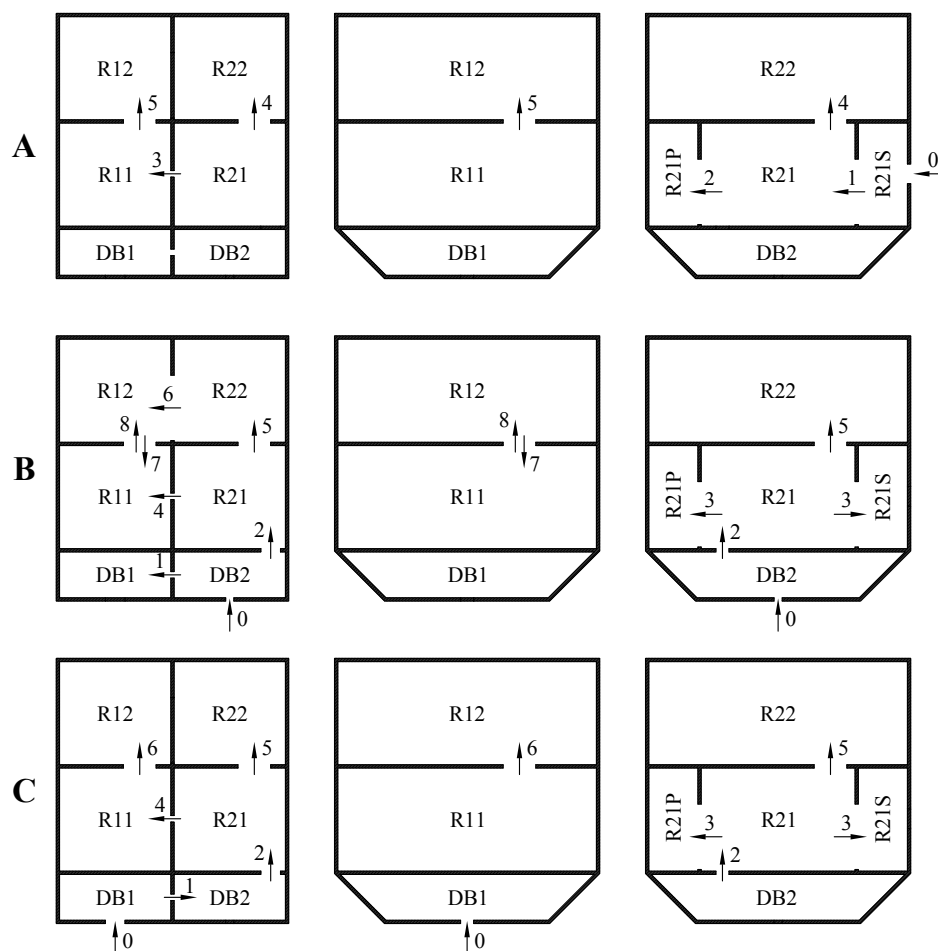 R12 R22 R12 R22
5 4 5 4
A
3 R11 R21 R11 R21P 2 R21 1 R21S 0
DB1 DB2 DB1 DB2
R12 6 R22 R12 R22
8 5 8 5
7 7
B
R11 4 R21 R11 R21P 3 R21 3 R21S
2 2
DB1 1 DB2 DB1 DB2
0 0
R12 R22 R12 R22
6 5 6 5
C
4 R11 R21 R11 R21P 3 R21 3 R21S
2 2
DB1 1 DB2 DB1 DB2
0 0